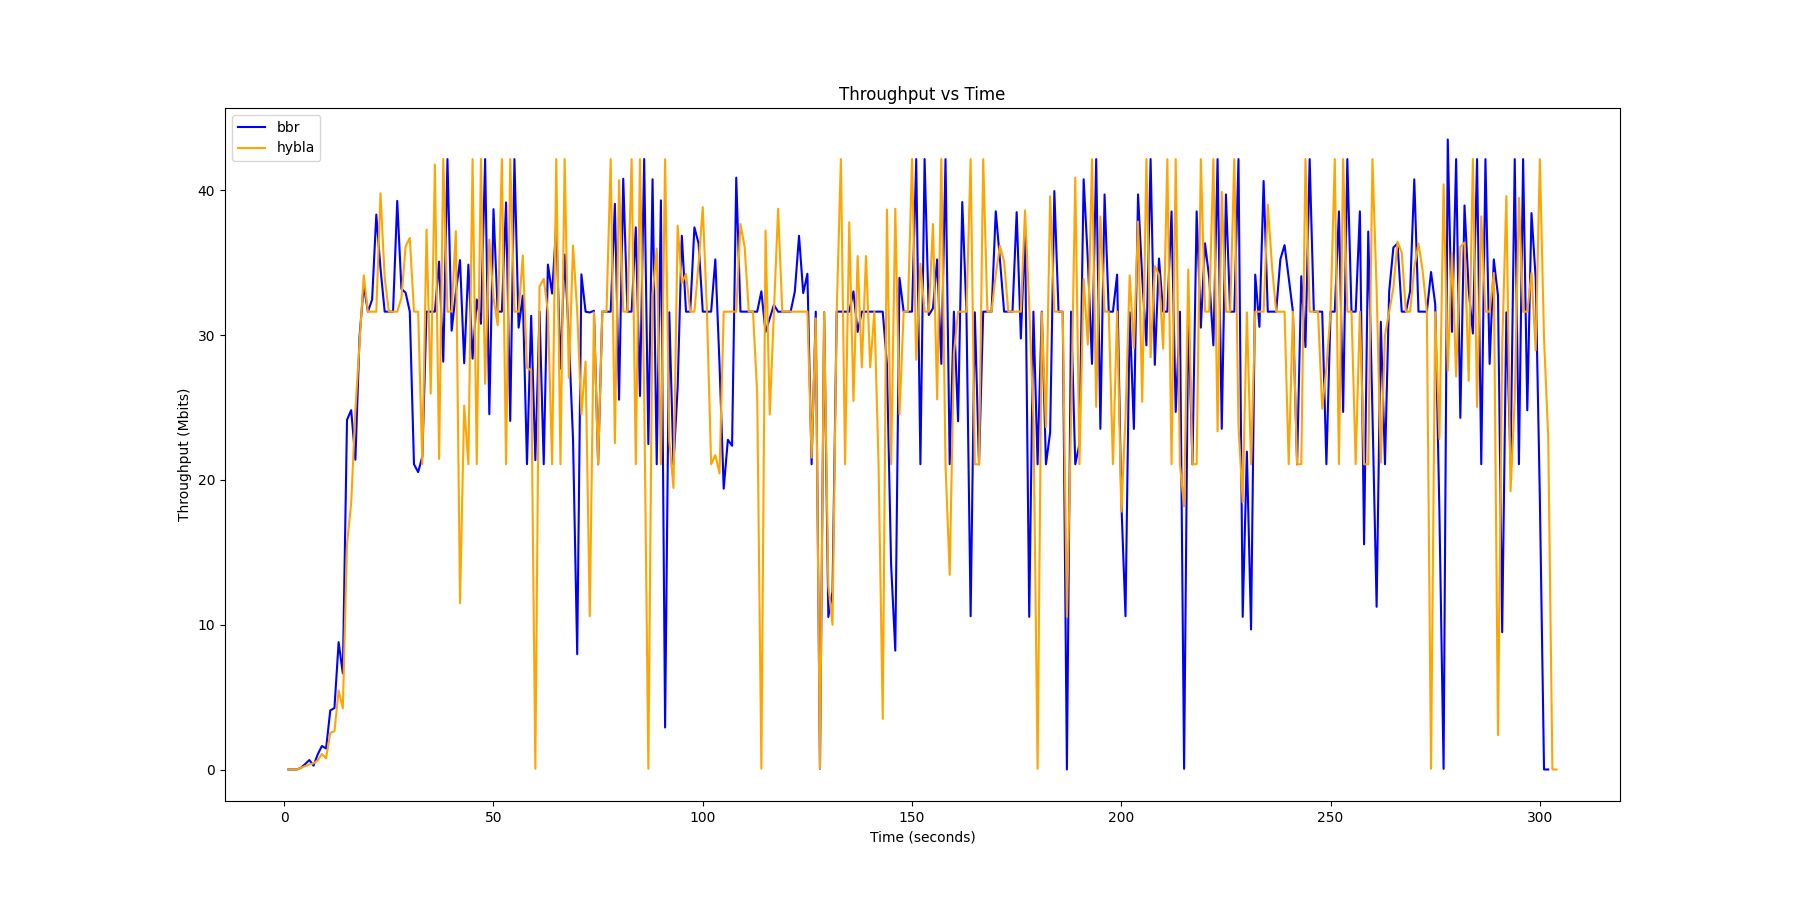 Throughput vs Time
bbr
hybla
Throughput (Mbits)
40
30
20
10
0
0 50 100 150 200 250 300
Time (seconds)